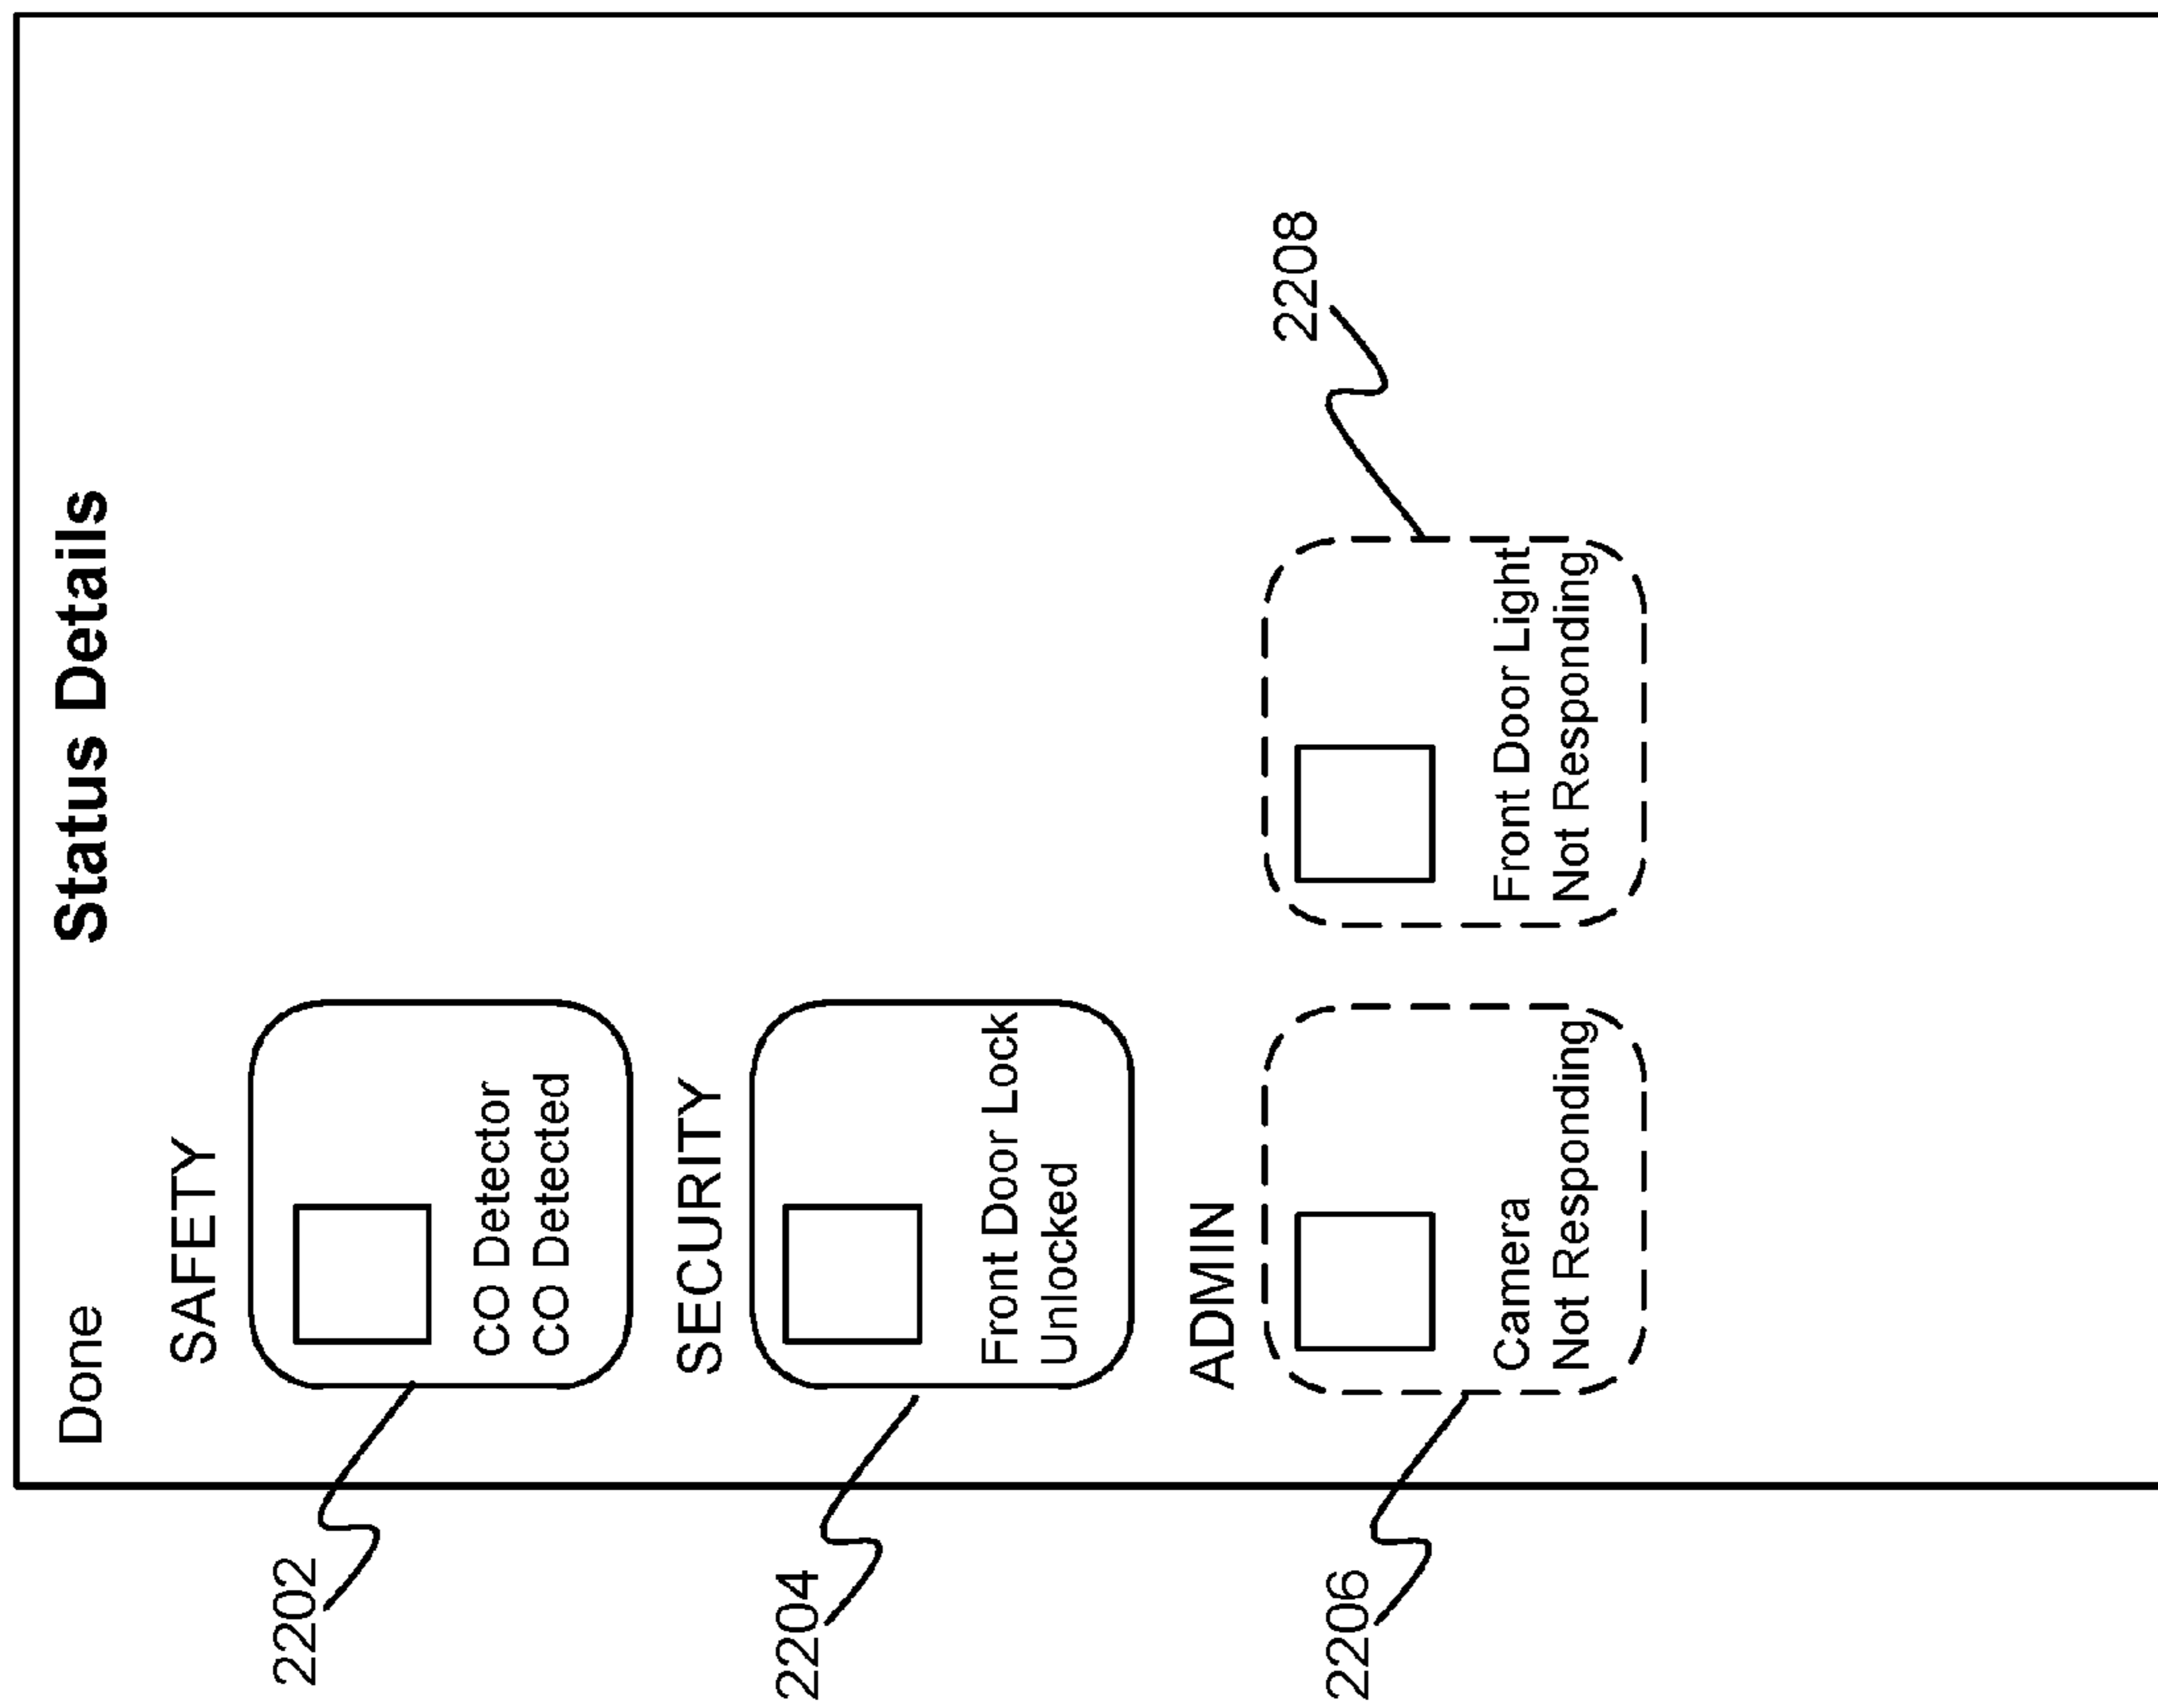 Done
Status Details
SAFETY
CO Detector
CO Detected
2202
SECURITY
Front Door Lock
Unlocked
2204
ADMIN
Camera
Not Responding
2206
Front Door Light
Not Responding
2208